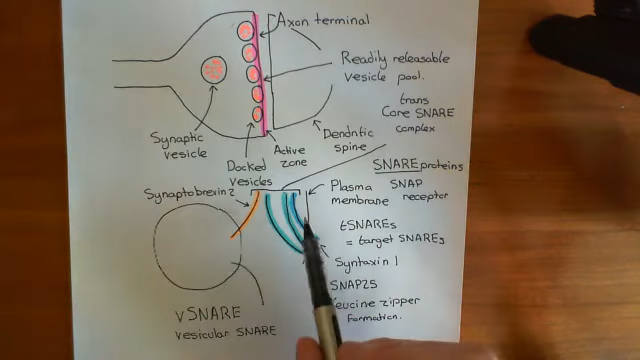 Axon terminal
Readily releasable
vesicle pool.
trans
Core SNARE
complex
Synaptic
vesicle
Docked
vesicles
Active
zone
Dendritic
spine
SNARE proteins
SNAP
receptor
Synaptobrevin 2
Plasma
membrane
tSNAREs
= target SNAREs
Syntaxin 1
SNAP25
leucine zipper
formation.
vSNARE
vesicular SNARE